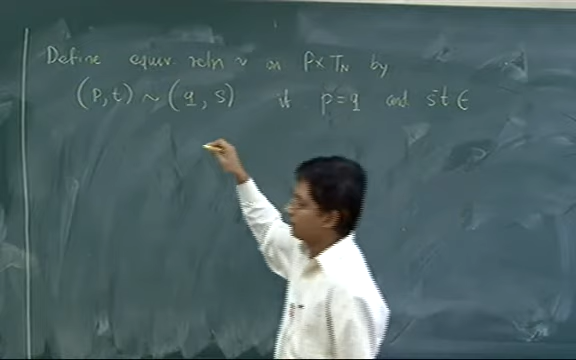 Define equiv reln ~ on P×T_N by
(p,t) ~ (q,s) if p=q and s⁻t ∈